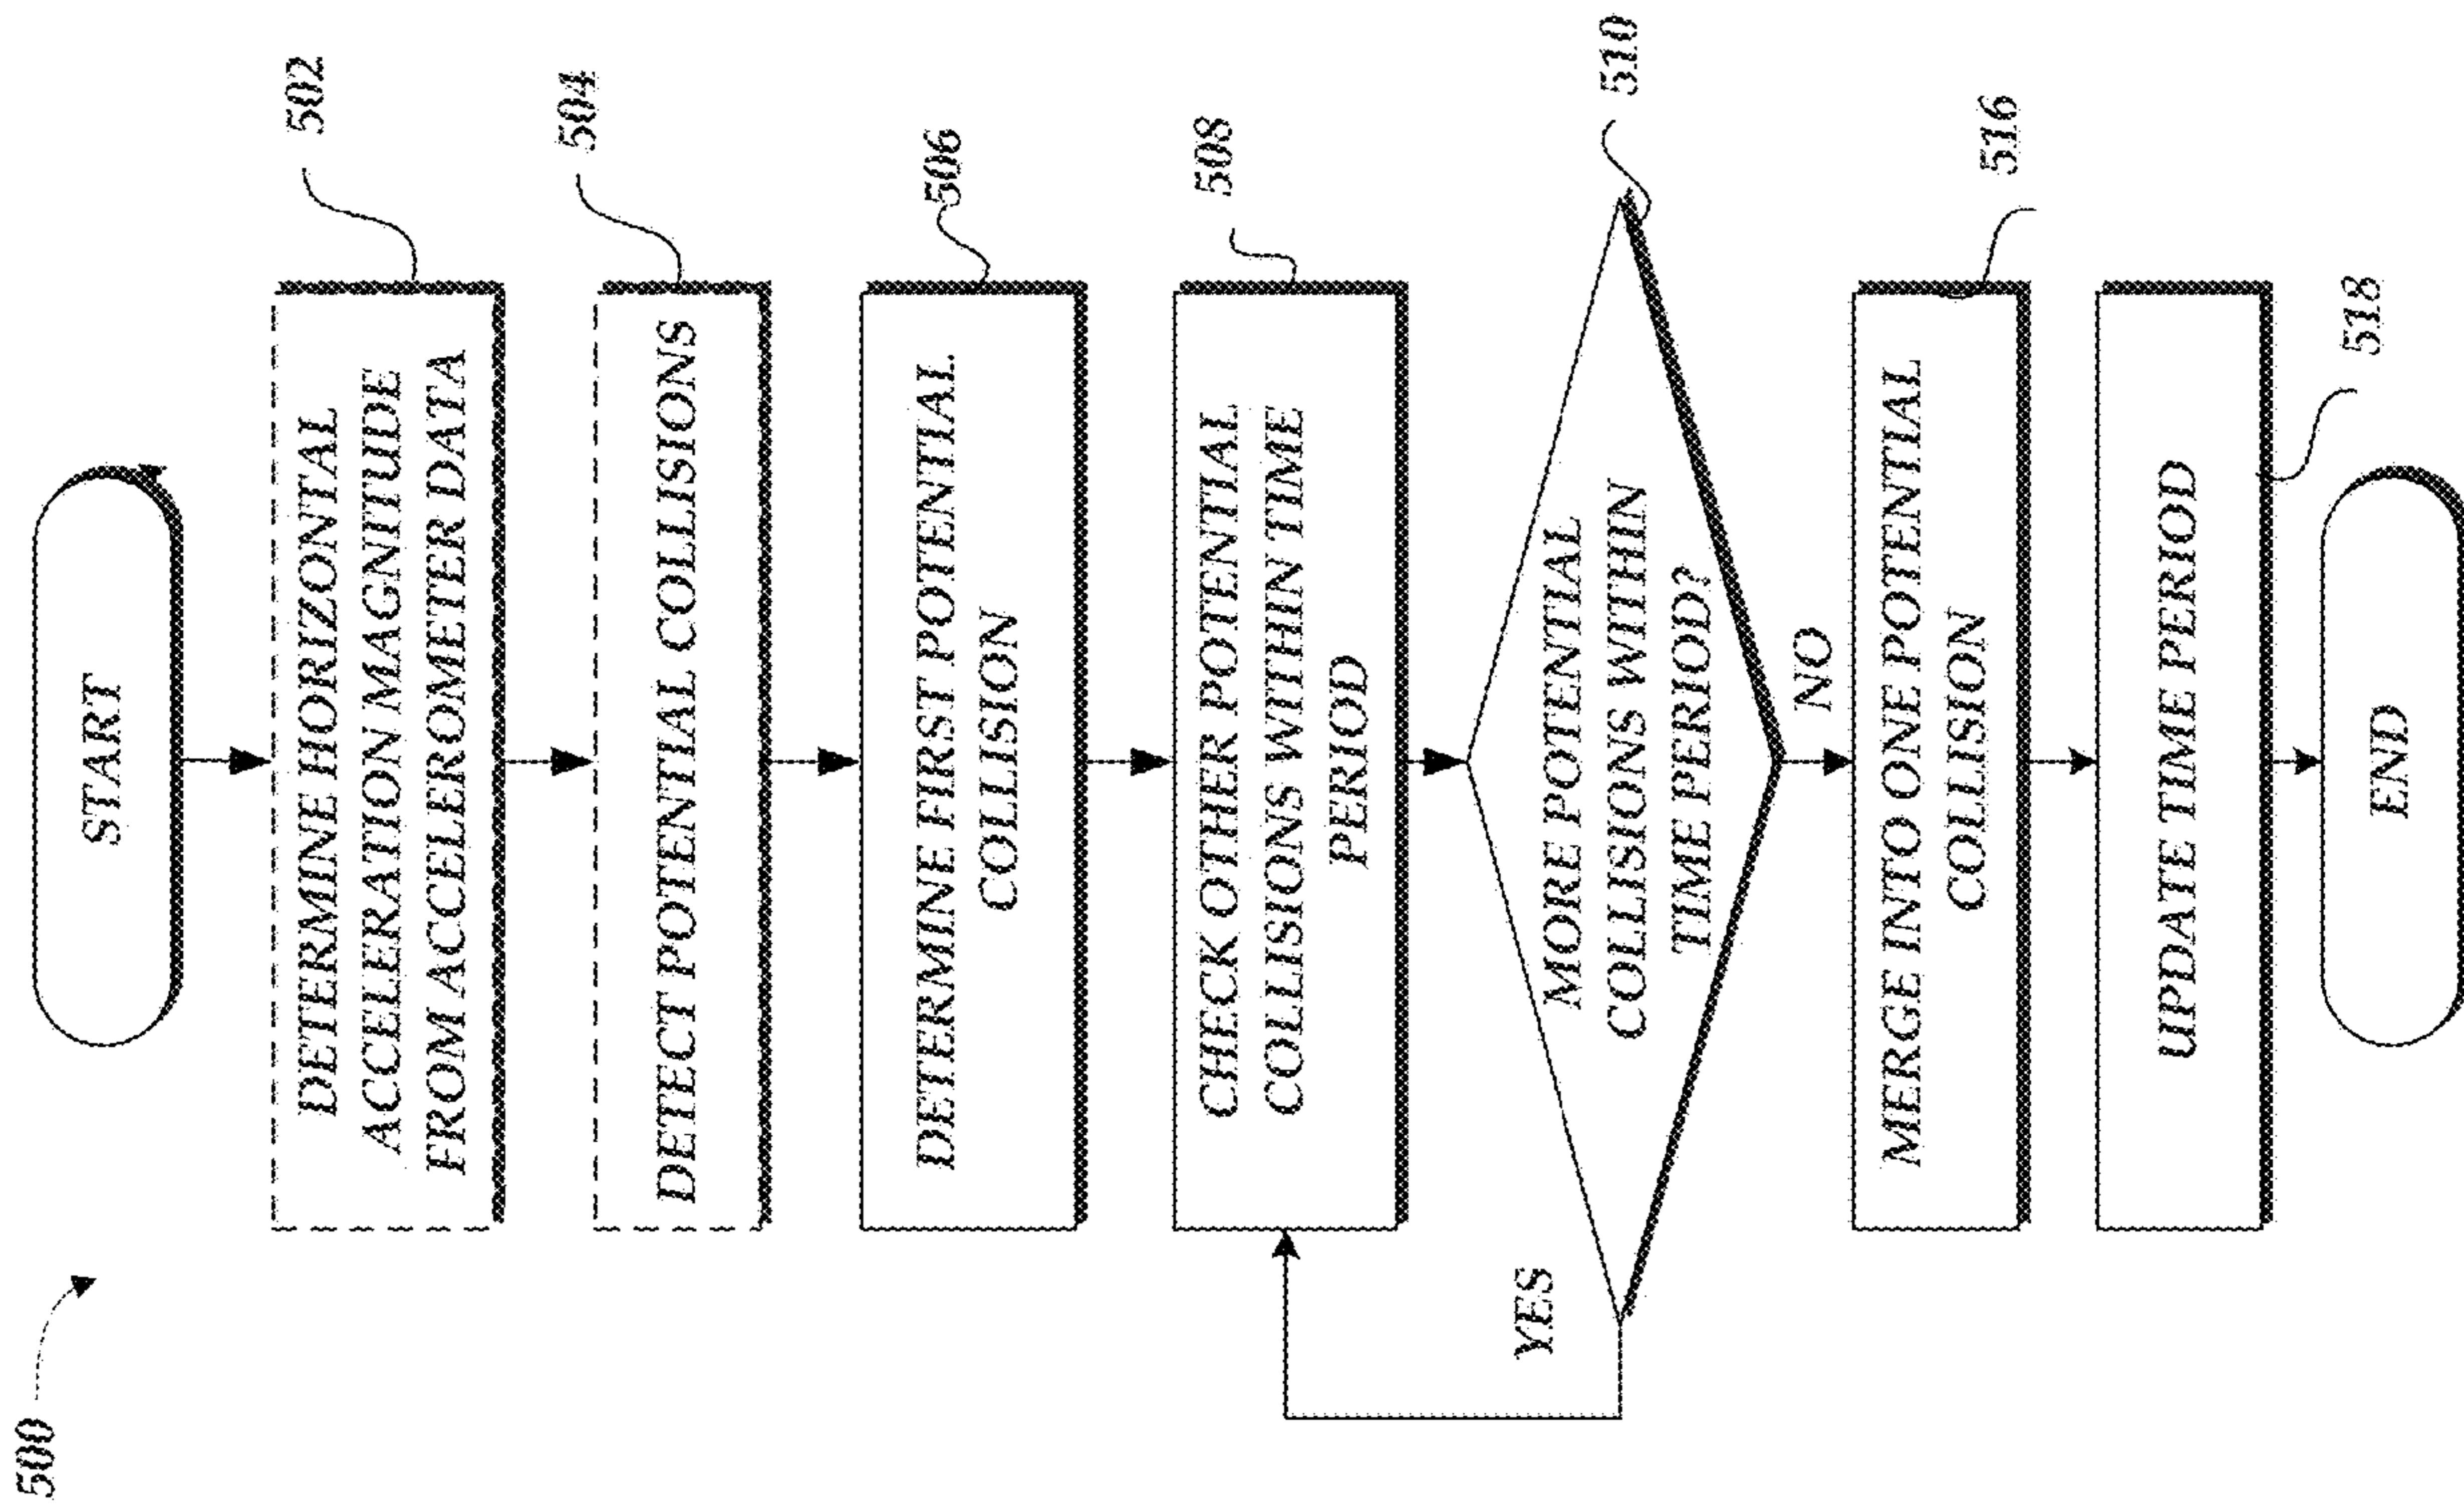 500
START
502
DETERMINE HORIZONTAL
ACCELERATION MAGNITUDE
FROM ACCELEROMETER DATA
504
DETECT POTENTIAL COLLISIONS
506
DETERMINE FIRST POTENTIAL
COLLISION
508
CHECK OTHER POTENTIAL
COLLISIONS WITHIN TIME
PERIOD
510
MORE POTENTIAL
COLLISIONS WITHIN
TIME PERIOD?
YES
NO
516
MERGE INTO ONE POTENTIAL
COLLISION
518
UPDATE TIME PERIOD
END